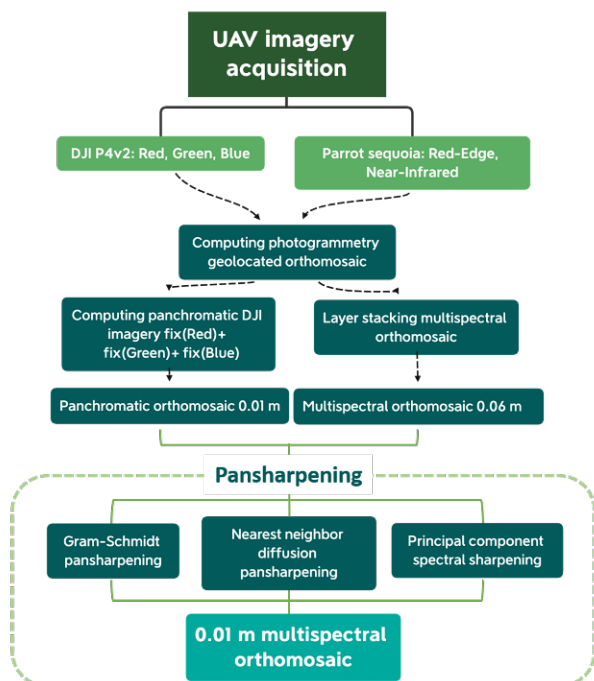 UAV imagery
acquisition
DJI P4v2: Red, Green, Blue
Parrot sequoia: Red-Edge,
Near-Infrared
Computing photogrammetry
geolocated orthomosaic
Computing panchromatic DJI
imagery fix(Red)+
fix(Green)+ fix(Blue)
Layer stacking multispectral
orthomosaic
Panchromatic orthomosaic 0.01 m
Multispectral orthomosaic 0.06 m
Pansharpening
Gram-Schmidt
pansharpening
Nearest neighbor
diffusion
pansharpening
Principal component
spectral sharpening
0.01 m multispectral
orthomosaic